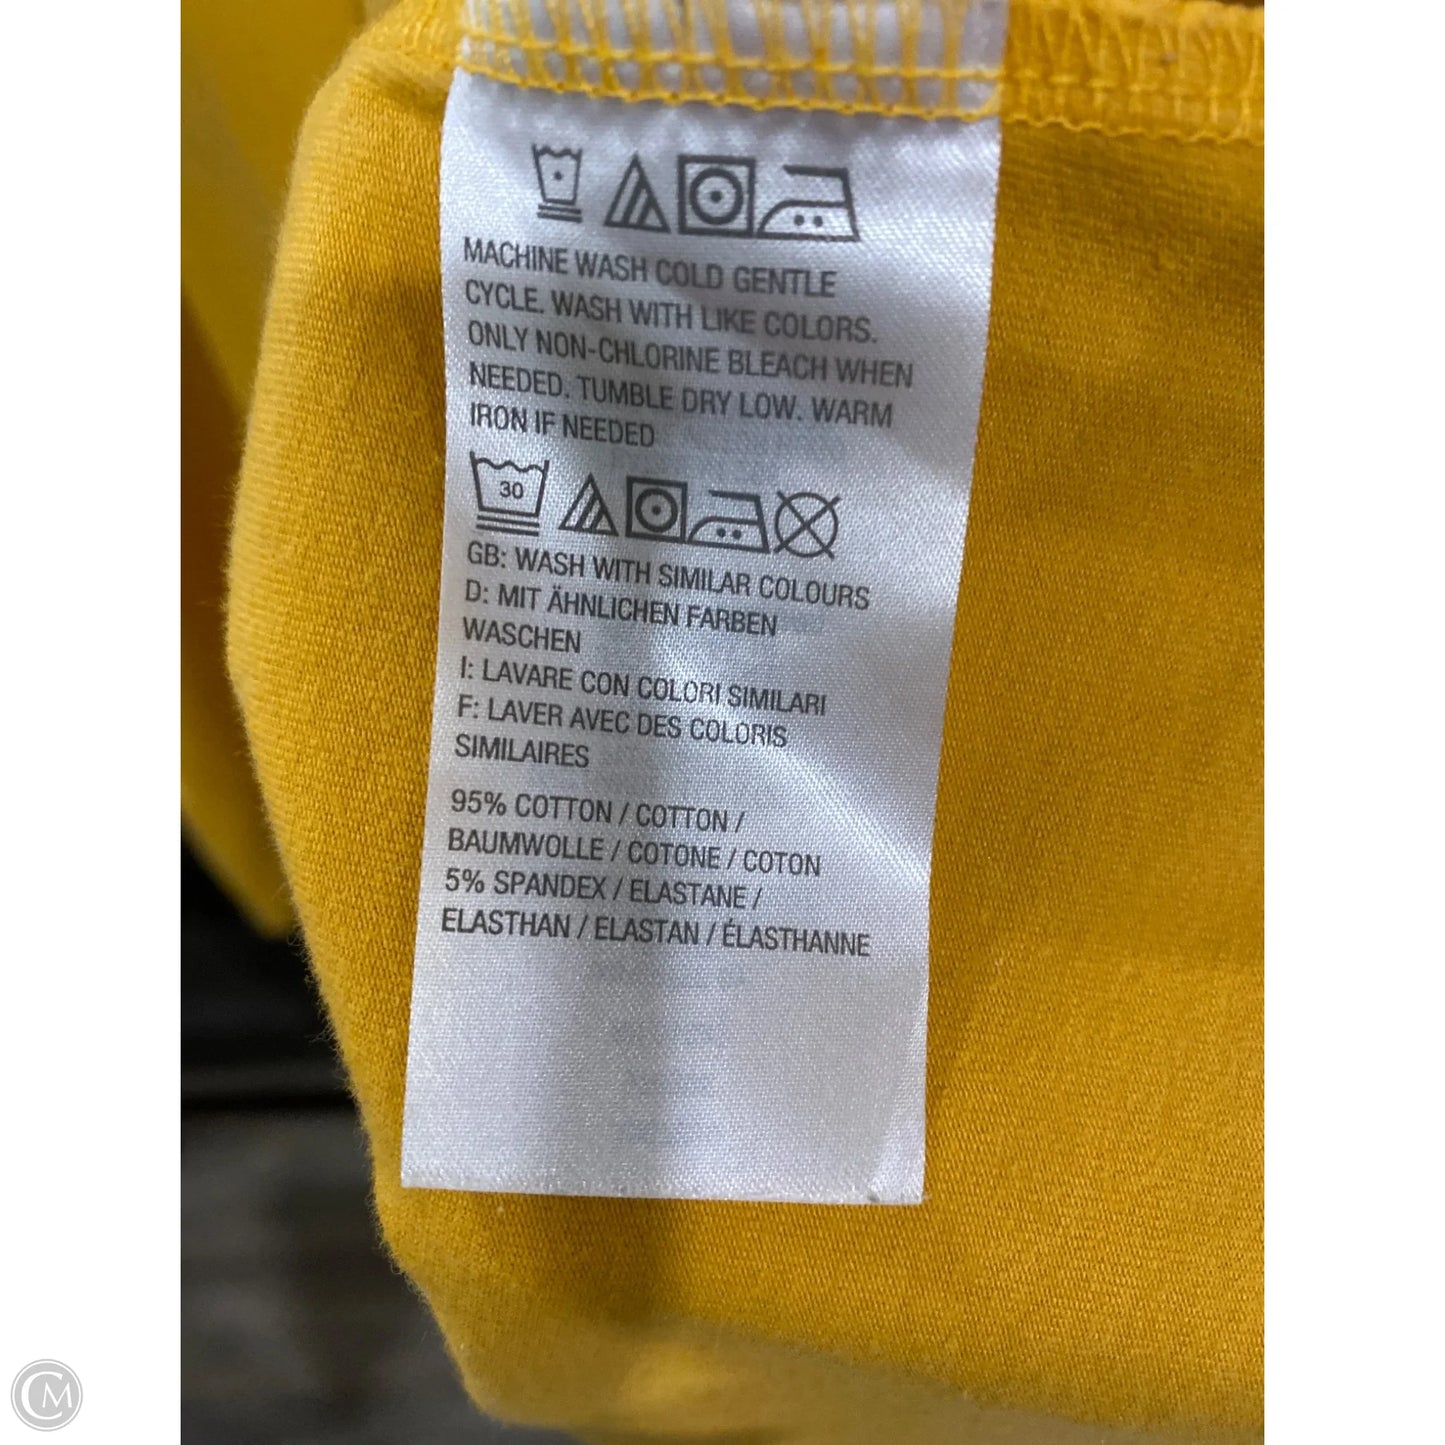 MACHINE WASH COLD GENTLE
CYCLE. WASH WITH LIKE COLORS.
ONLY NON-CHLORINE BLEACH WHEN
NEEDED. TUMBLE DRY LOW. WARM
IRON IF NEEDED
30
GB: WASH WITH SIMILAR COLOURS
D: MIT ÄHNLICHEN FARBEN
WASCHEN
I: LAVARE CON COLORI SIMILARI
F: LAVER AVEC DES COLORIS
SIMILAIRES
95% COTTON / COTTON /
BAUMWOLLE / COTONE / COTON
5% SPANDEX / ELASTANE /
ELASTHAN / ELASTAN / ÉLASTHANNE
CM